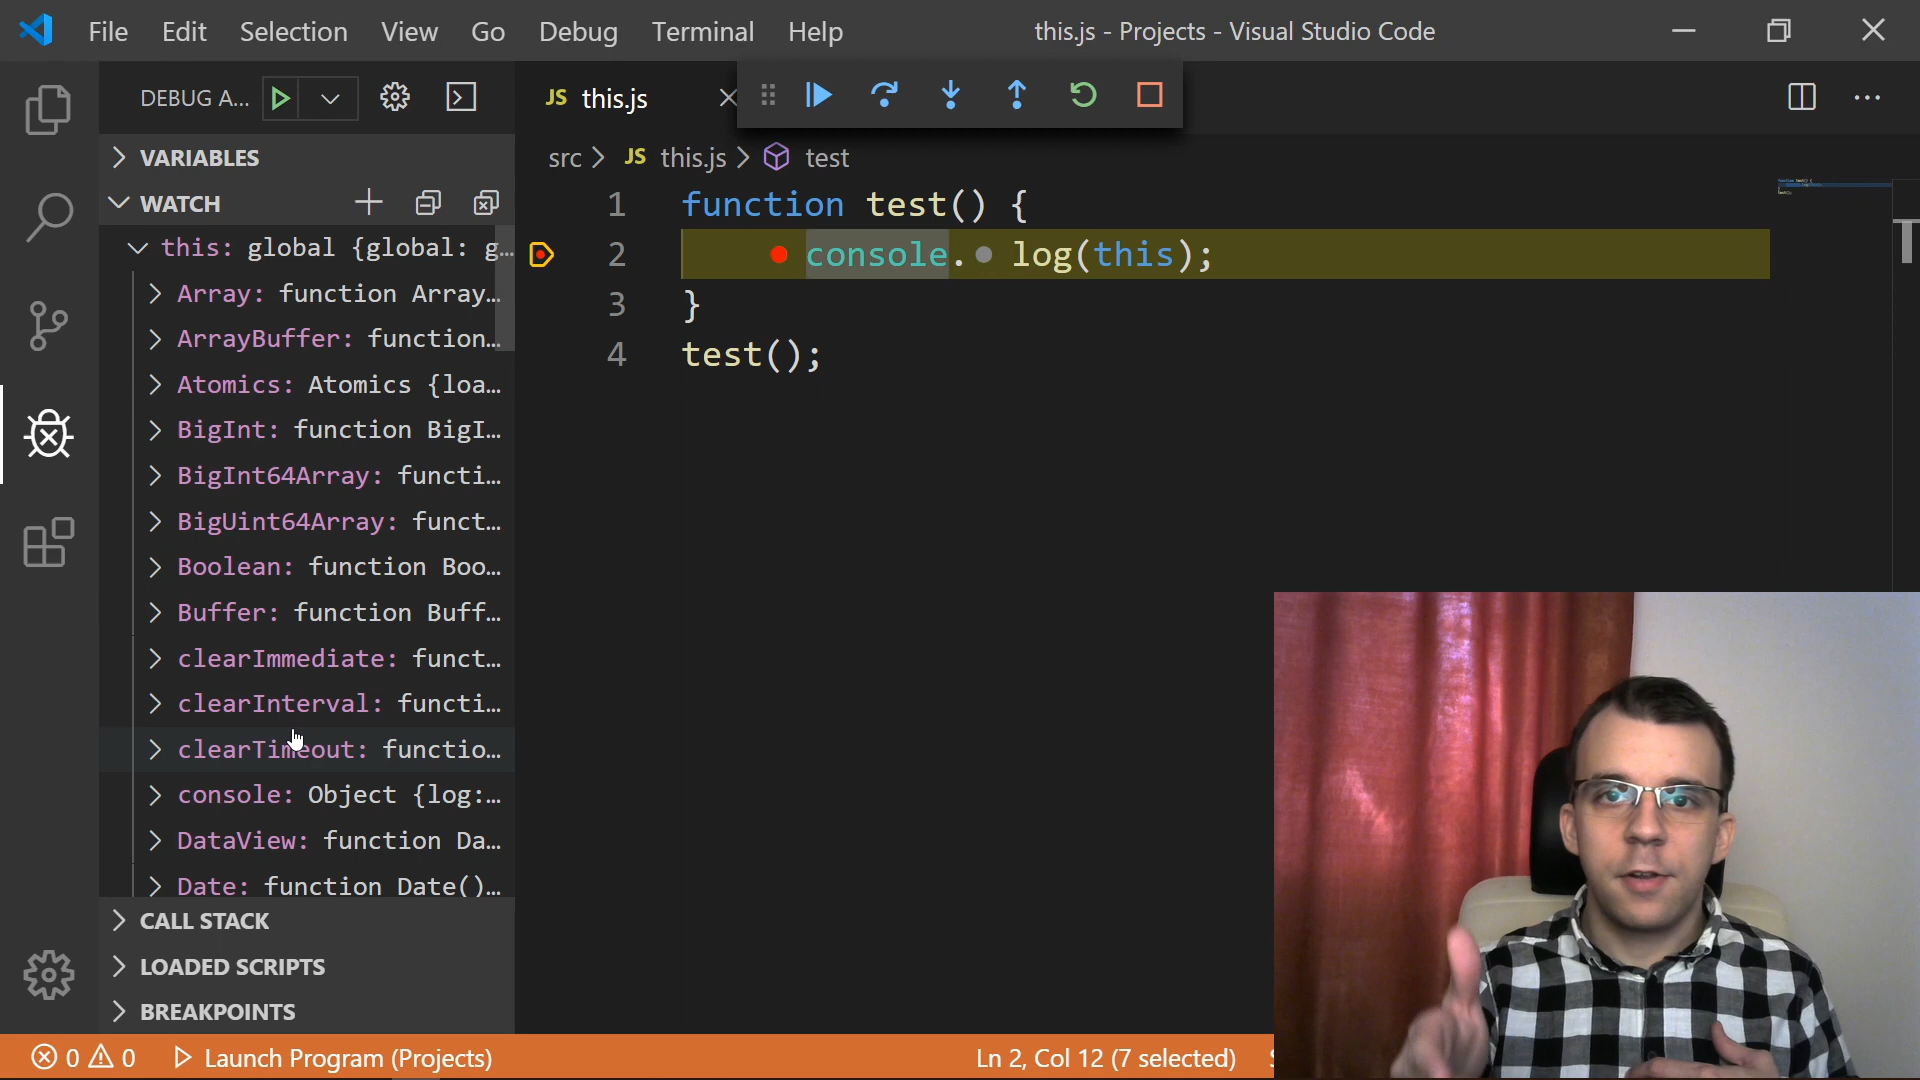 File Edit Selection View Go Debug Terminal Help
this.js - Projects - Visual Studio Code
DEBUG A...
JS this.js
VARIABLES
src > JS this.js > test
WATCH
this: global {global: g...
Array: function Array...
ArrayBuffer: function...
Atomics: Atomics {loa...
BigInt: function BigI...
BigInt64Array: functi...
BigUint64Array: funct...
Boolean: function Boo...
Buffer: function Buff...
clearImmediate: funct...
clearInterval: functi...
clearTimeout: functio...
console: Object {log:...
DataView: function Da...
Date: function Date()...
CALL STACK
LOADED SCRIPTS
BREAKPOINTS
1 function test() {
2 console. log(this);
3 }
4 test();
0 0 Launch Program (Projects)
Ln 2, Col 12 (7 selected)